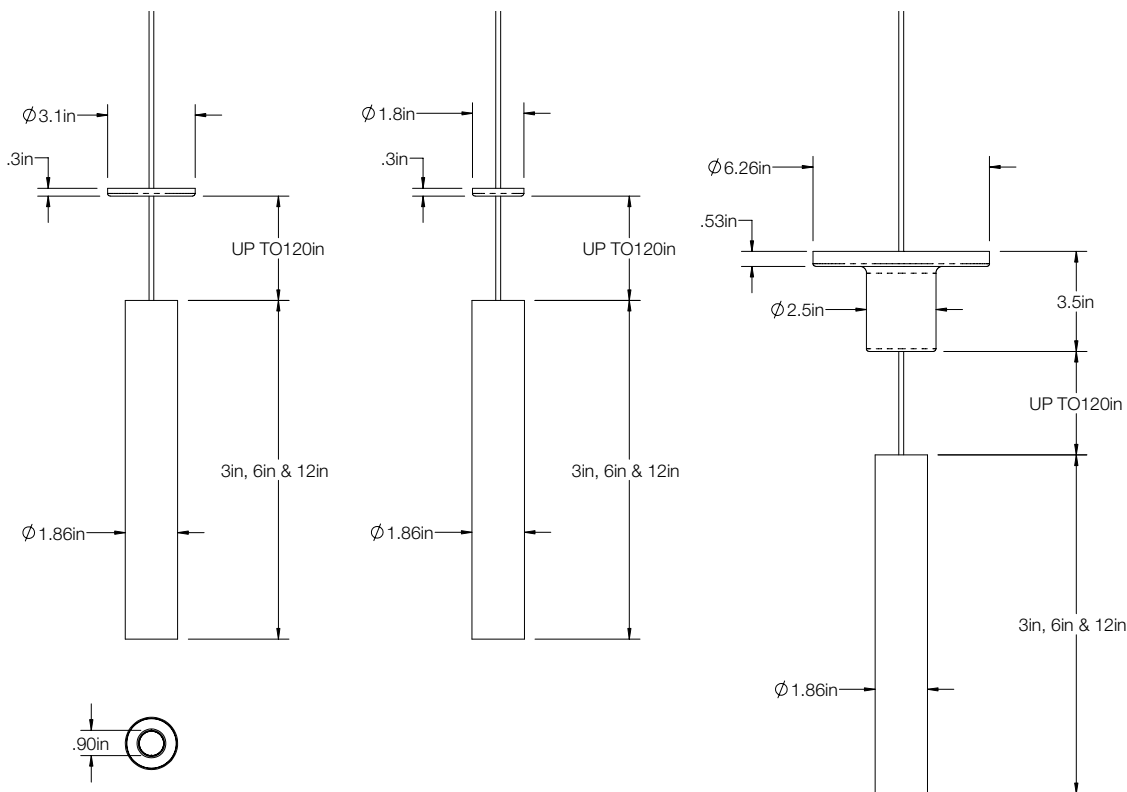 Ø3.1in
.3in
UP TO120in
3in, 6in & 12in
Ø1.86in
.90in
Ø1.8in
.3in
UP TO120in
3in, 6in & 12in
Ø1.86in
Ø6.26in
.53in
Ø2.5in
3.5in
UP TO120in
3in, 6in & 12in
Ø1.86in